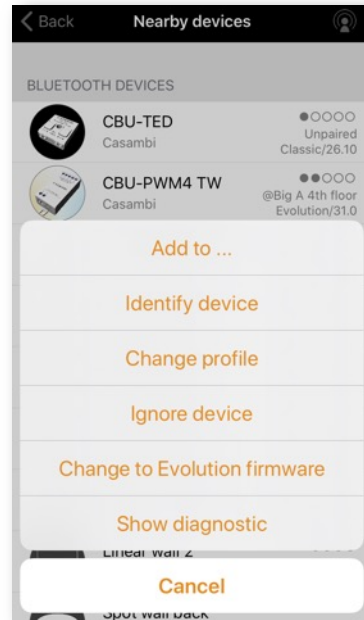 Back
Nearby devices
BLUETOOTH DEVICES
CBU-TED
Casambi
Unpaired
Classic/26.10
CBU-PWM4 TW
Casambi
@Big A 4th floor
Evolution/31.0
Add to ...
Identify device
Change profile
Ignore device
Change to Evolution firmware
Show diagnostic
Linear wall 2
Cancel
Spot wall back